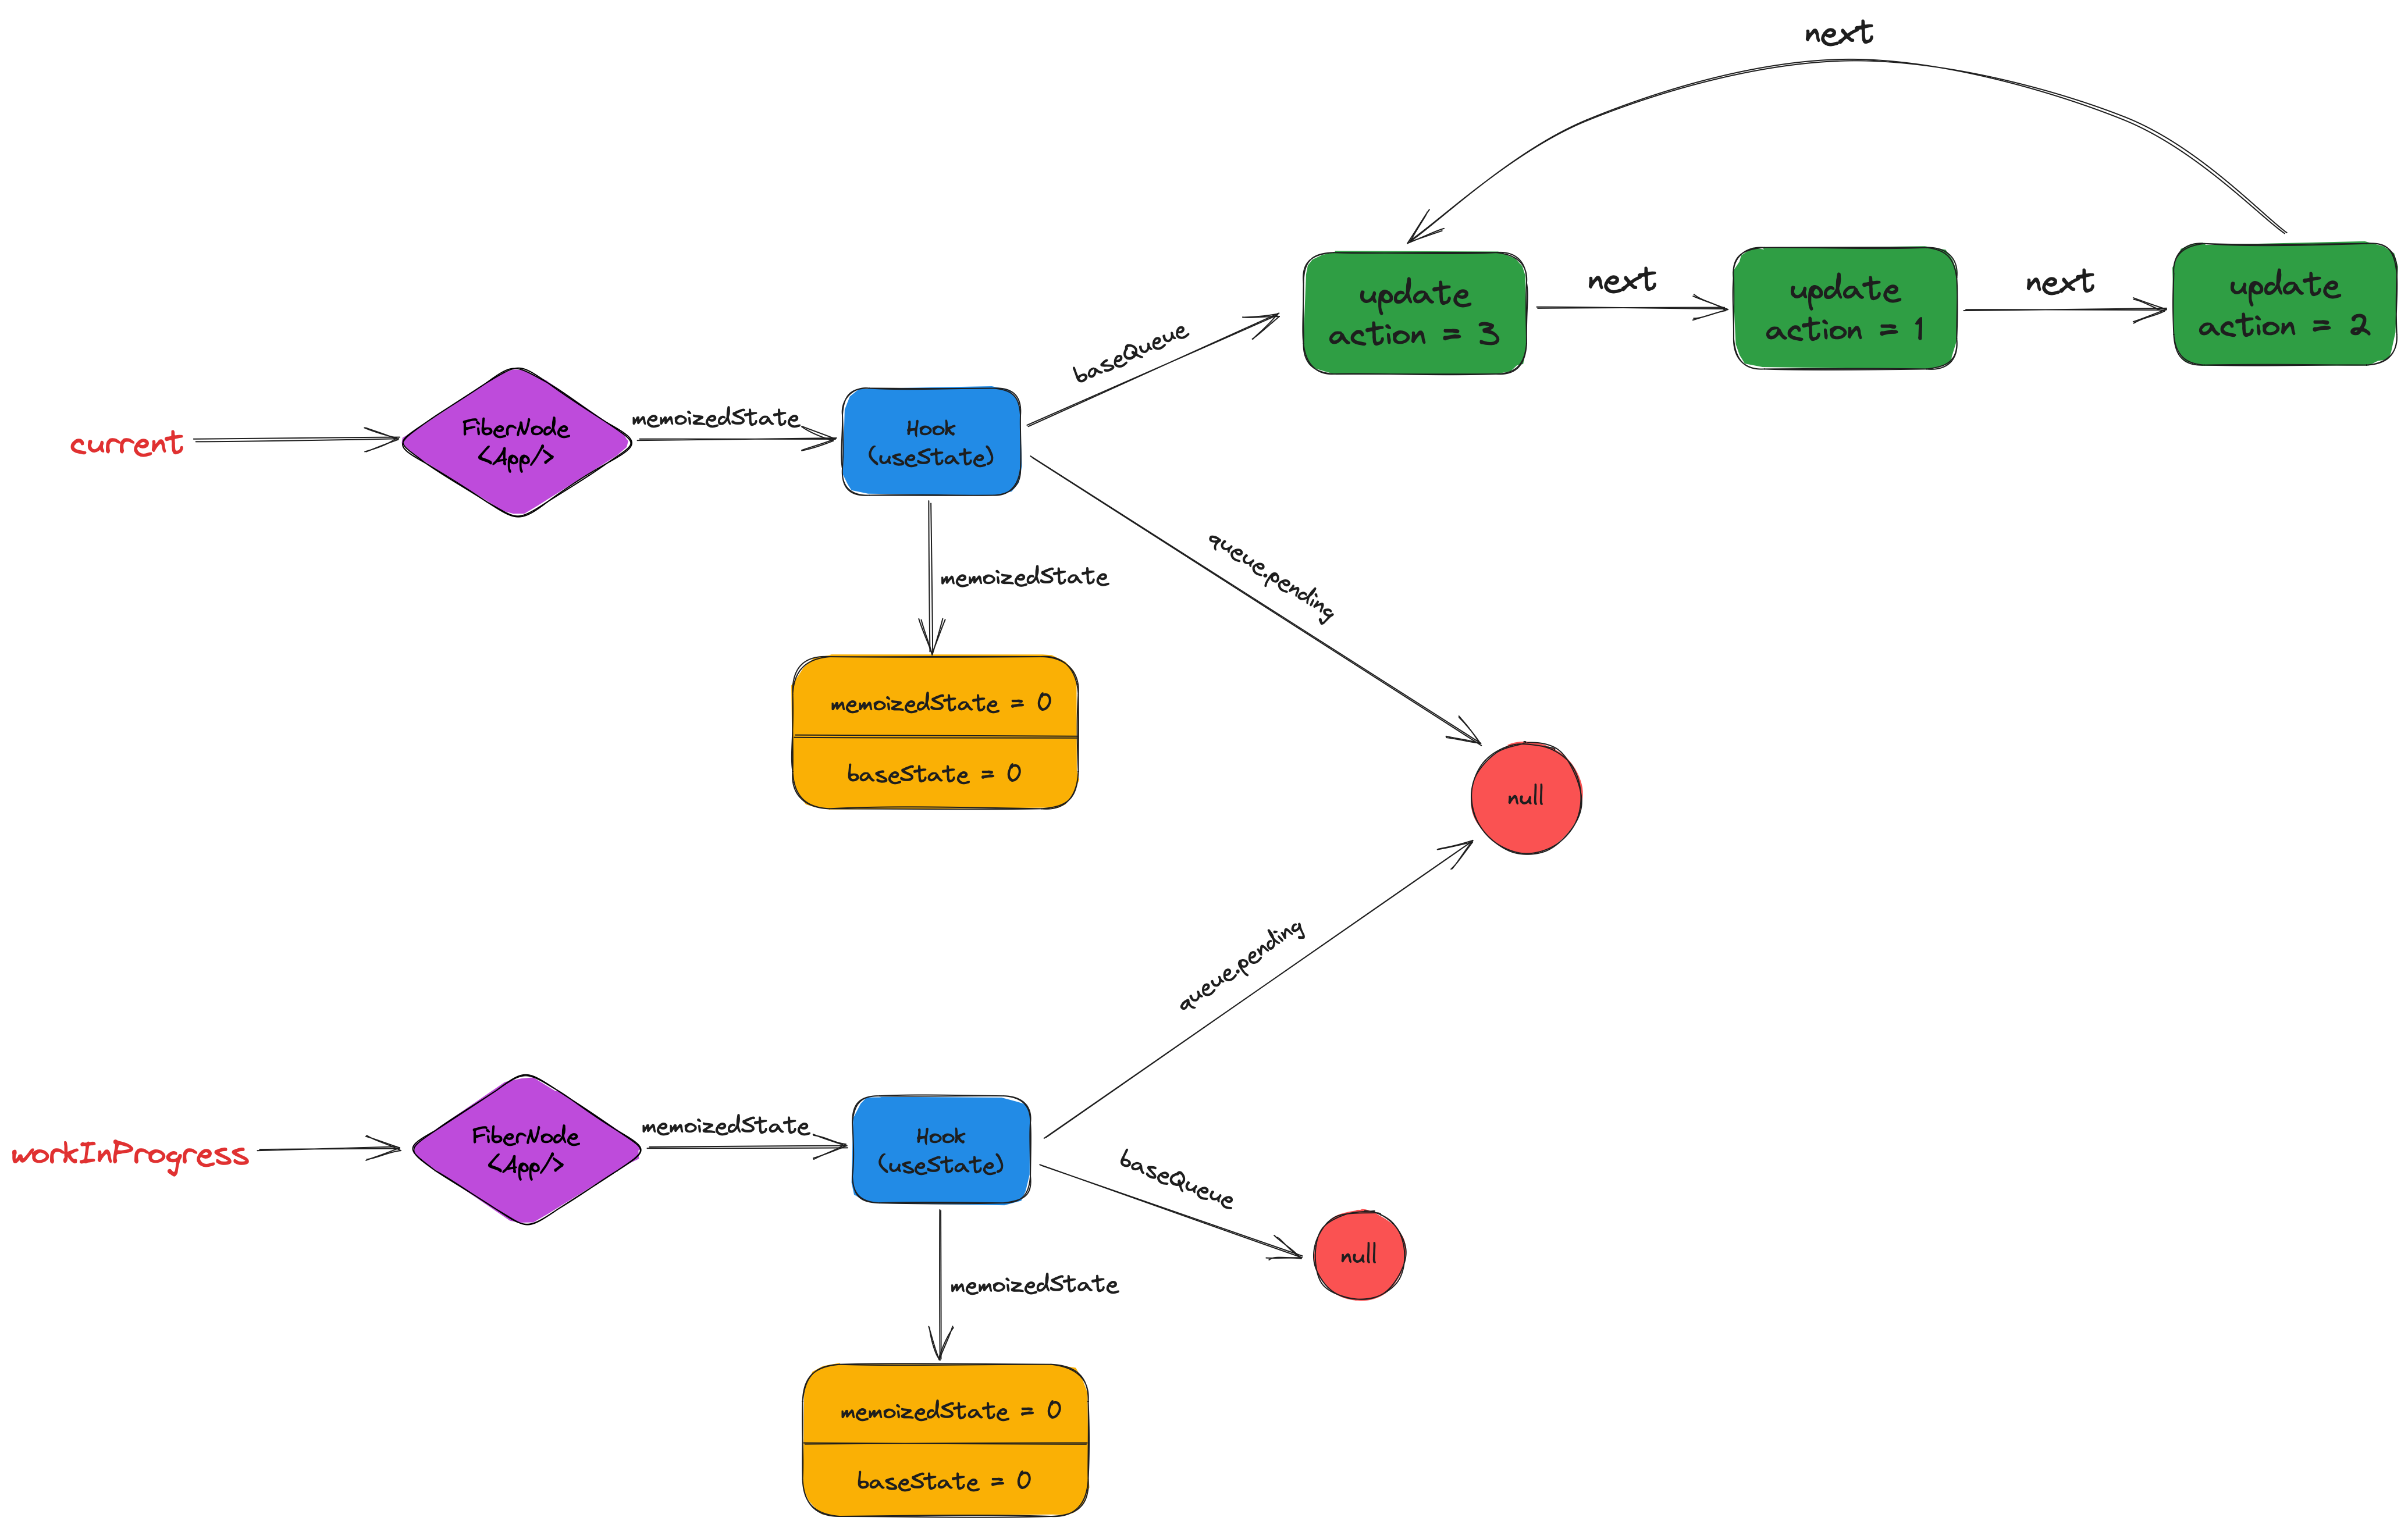 next
update
action = 3
next
update
action = 1
next
update
action = 2
baseQueue
current
FiberNode
<App/>
memoizedState
Hook
(useState)
queue.pending
memoizedState
memoizedState = 0
baseState = 0
null
queue.pending
workInProgress
FiberNode
<App/>
memoizedState
Hook
(useState)
baseQueue
null
memoizedState
memoizedState = 0
baseState = 0